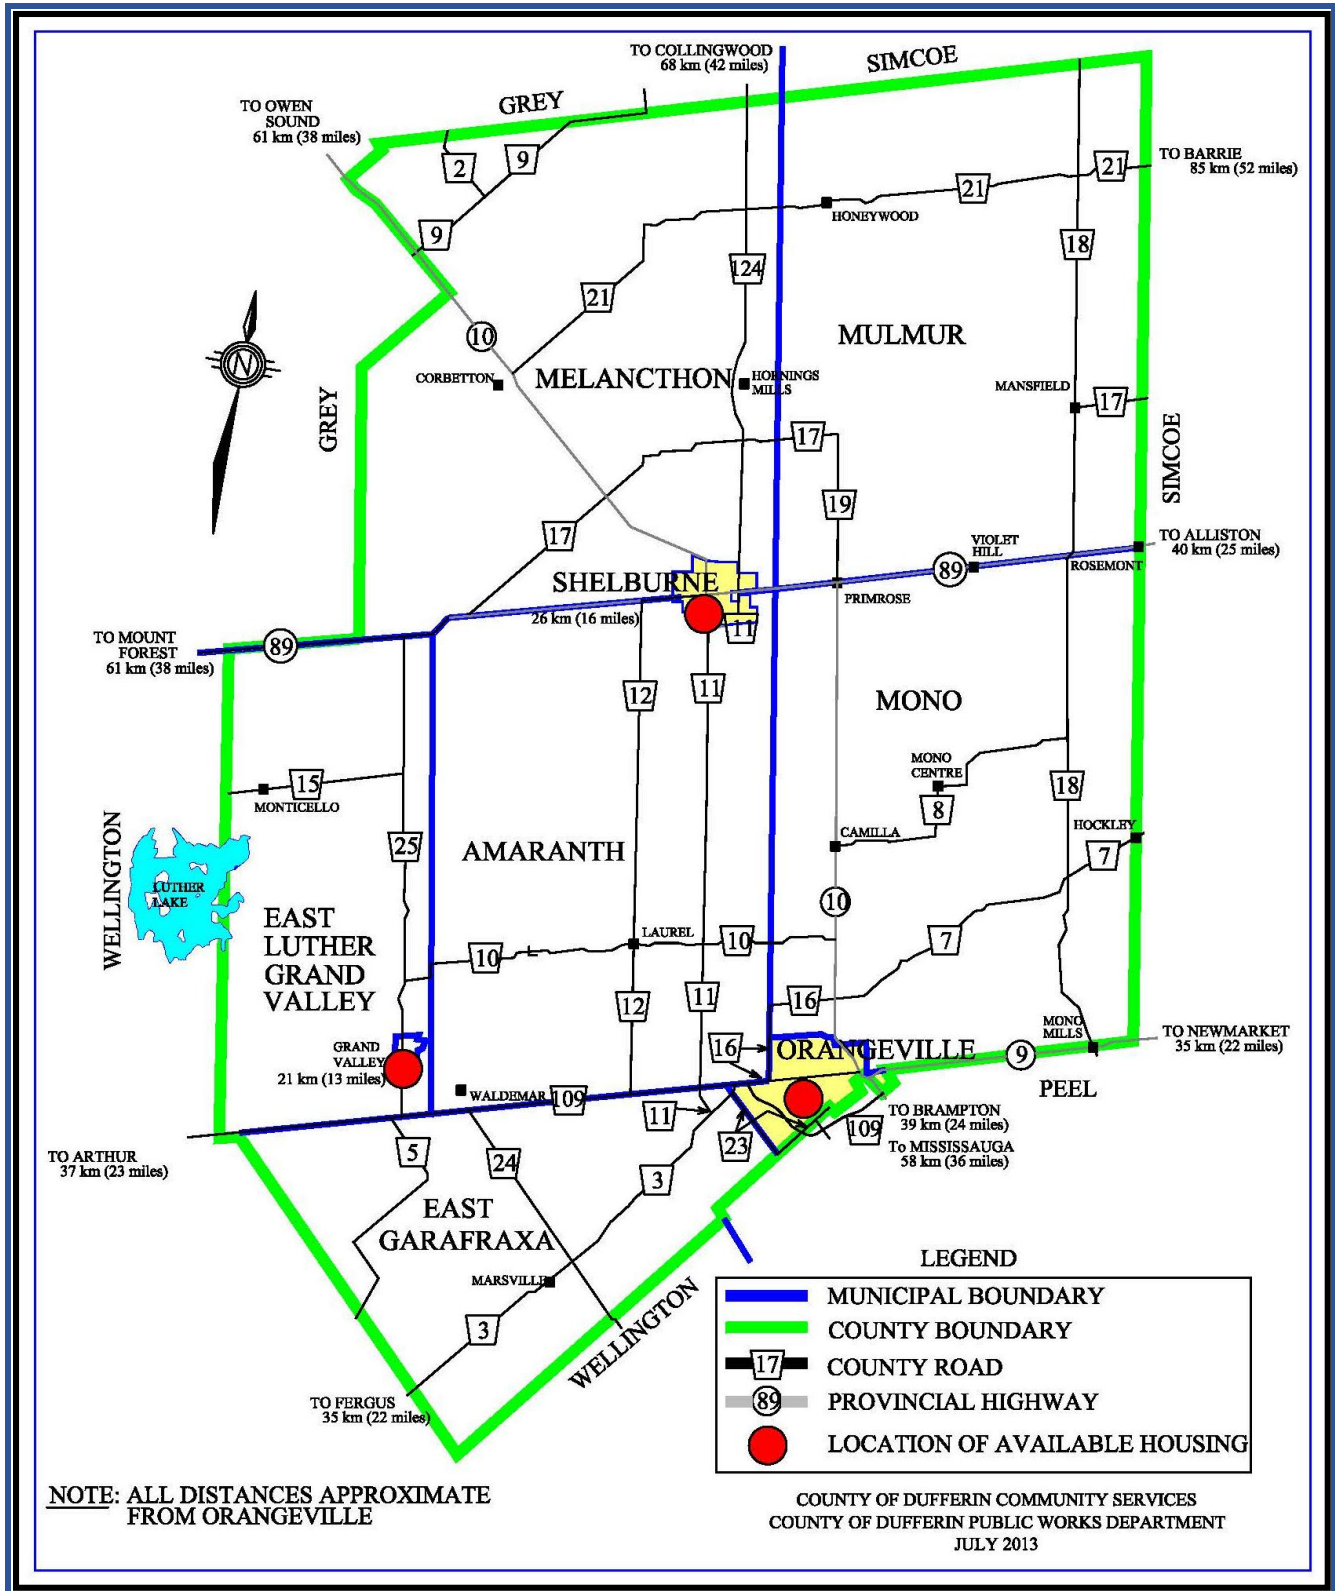 TO COLLINGWOOD
68 km (42 miles)
SIMCOE
GREY
TO OWEN
SOUND
61 km (38 miles)
2
9
21
TO BARRIE
85 km (52 miles)
21
HONEYWOOD
9
18
124
21
10
MULMUR
CORBETTON
MELANCTHON
HORNINGS
MILLS
MANSFIELD
17
GREY
17
SIMCOE
19
17
VIOLET
HILL
TO ALLISTON
40 km (25 miles)
89
ROSEMONT
SHELBURNE
PRIMROSE
26 km (16 miles)
11
TO MOUNT
FOREST
61 km (38 miles)
89
12
11
MONO
N
MONO
CENTRE
15
MONTICELLO
18
8
WELLINGTON
HOCKLEY
CAMILLA
25
AMARANTH
7
LUTHER
LAKE
10
EAST
LUTHER
GRAND
VALLEY
LAUREL
10
10
7
12
11
16
MONO
MILLS
TO NEWMARKET
35 km (22 miles)
GRAND
VALLEY
21 km (13 miles)
16
ORANGEVILLE
9
PEEL
WALDEMAR
109
11
23
109
TO BRAMPTON
39 km (24 miles)
To MISSISSAUGA
58 km (36 miles)
TO ARTHUR
37 km (23 miles)
5
24
3
EAST
GARAFRAXA
MARSVILLE
3
WELLINGTON
TO FERGUS
35 km (22 miles)
LEGEND
MUNICIPAL BOUNDARY
COUNTY BOUNDARY
17 COUNTY ROAD
89 PROVINCIAL HIGHWAY
LOCATION OF AVAILABLE HOUSING
NOTE: ALL DISTANCES APPROXIMATE
FROM ORANGEVILLE
COUNTY OF DUFFERIN COMMUNITY SERVICES
COUNTY OF DUFFERIN PUBLIC WORKS DEPARTMENT
JULY 2013